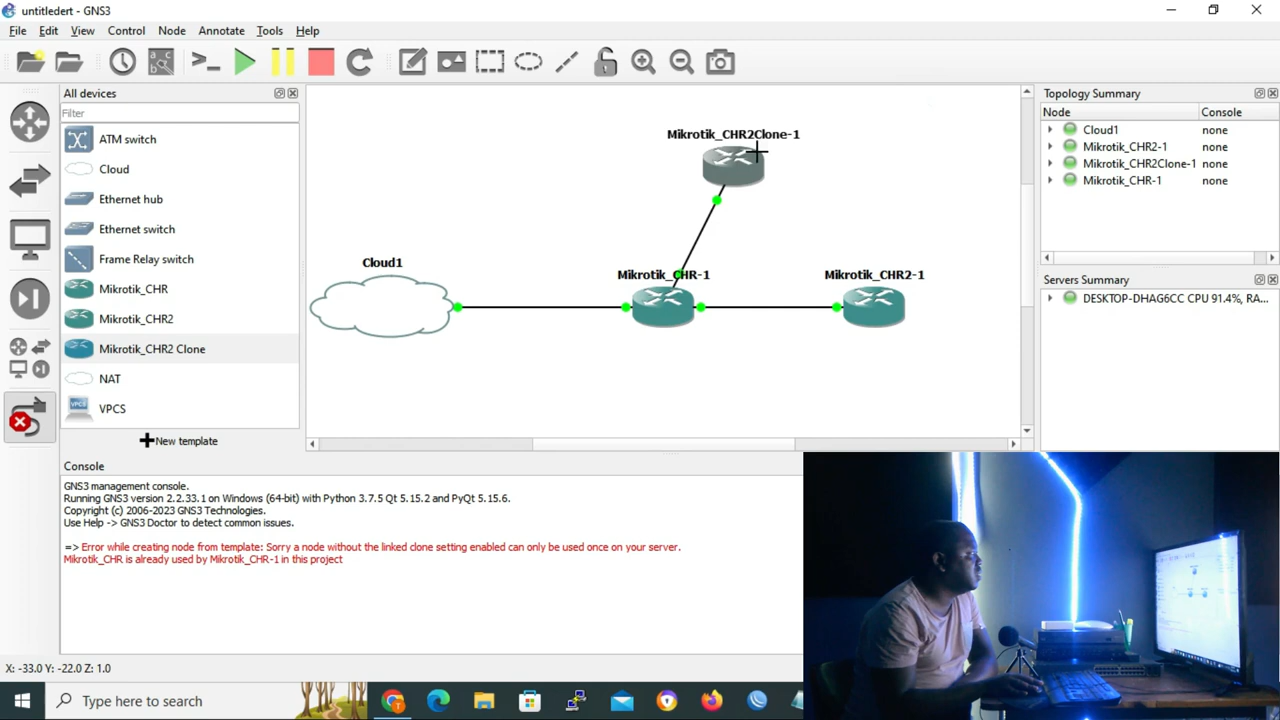 untitledert - GNS3
File Edit View Control Node Annotate Tools Help
All devices
Filter
ATM switch
Cloud
Ethernet hub
Ethernet switch
Frame Relay switch
Mikrotik_CHR
Mikrotik_CHR2
Mikrotik_CHR2 Clone
NAT
VPCS
New template
Mikrotik_CHR2Clone-1
Cloud1
Mikrotik_CHR-1
Mikrotik_CHR2-1
Topology Summary
Node Console
Cloud1 none
Mikrotik_CHR2-1 none
Mikrotik_CHR2Clone-1 none
Mikrotik_CHR-1 none
Servers Summary
DESKTOP-DHAG6CC CPU 91.4%, RA...
Console
GNS3 management console.
Running GNS3 version 2.2.33.1 on Windows (64-bit) with Python 3.7.5 Qt 5.15.2 and PyQt 5.15.6.
Copyright (c) 2006-2023 GNS3 Technologies.
Use Help -> GNS3 Doctor to detect common issues.
=> Error while creating node from template: Sorry a node without the linked clone setting enabled can only be used once on your server.
Mikrotik_CHR is already used by Mikrotik_CHR-1 in this project
X: -33.0 Y: -22.0 Z: 1.0
Type here to search